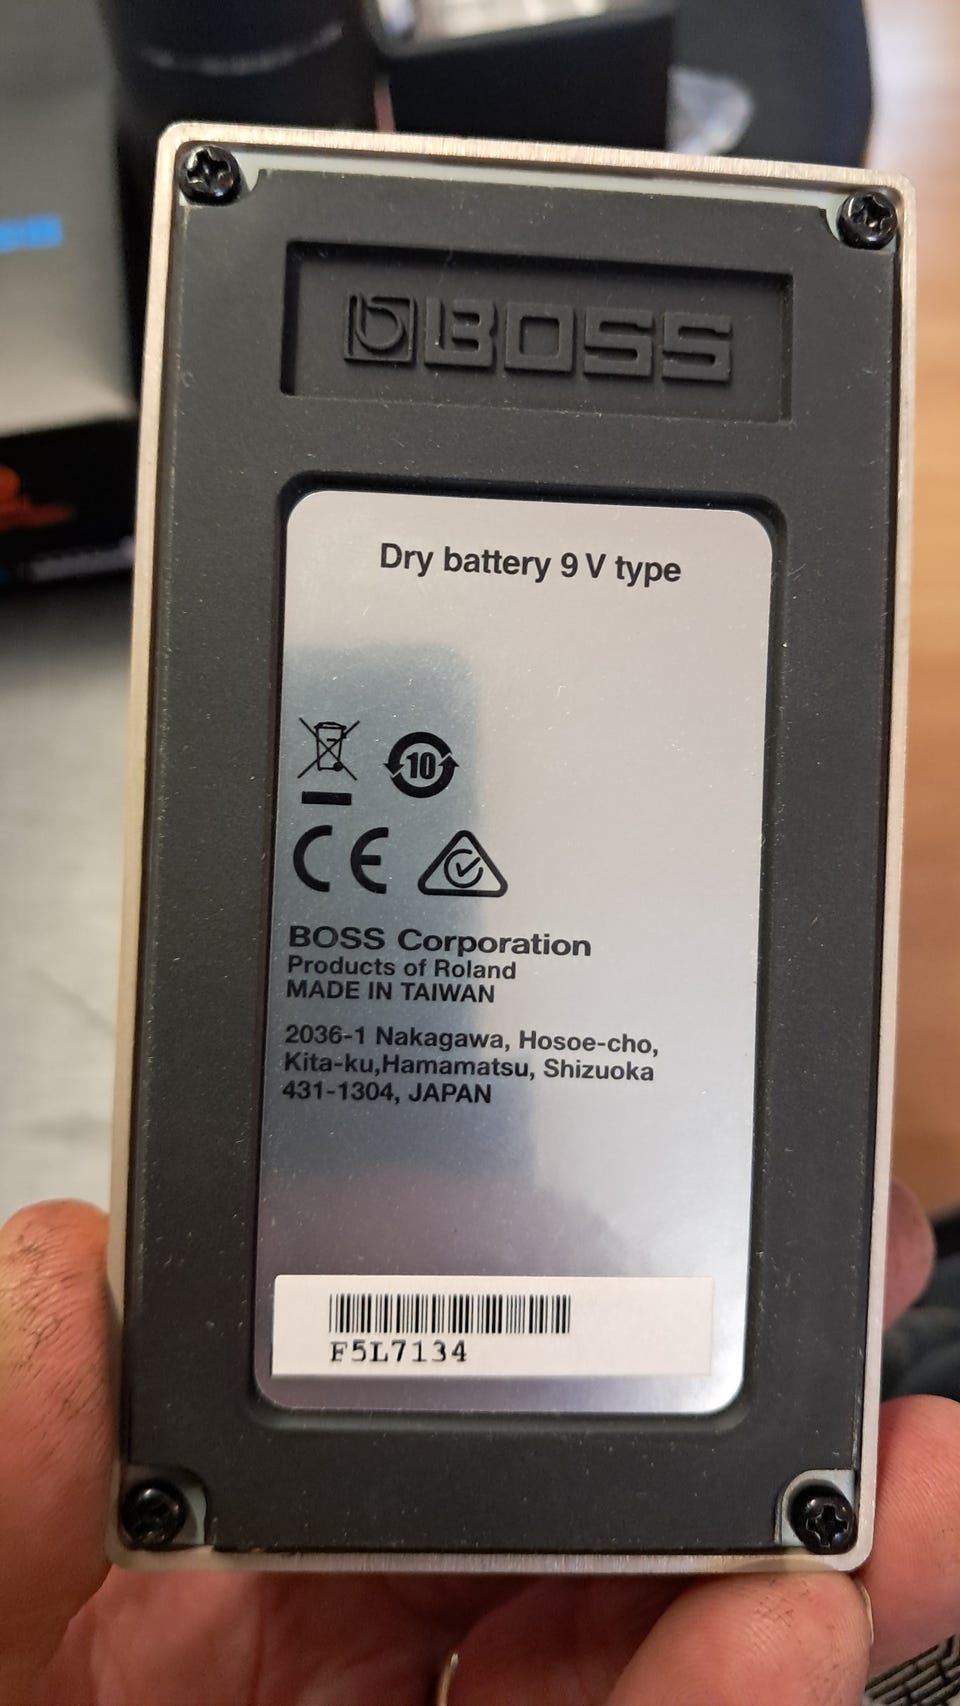 BOSS
Dry battery 9 V type
10
CE
BOSS Corporation
Products of Roland
MADE IN TAIWAN
2036-1 Nakagawa, Hosoe-cho,
Kita-ku,Hamamatsu, Shizuoka
431-1304, JAPAN
F5L7134